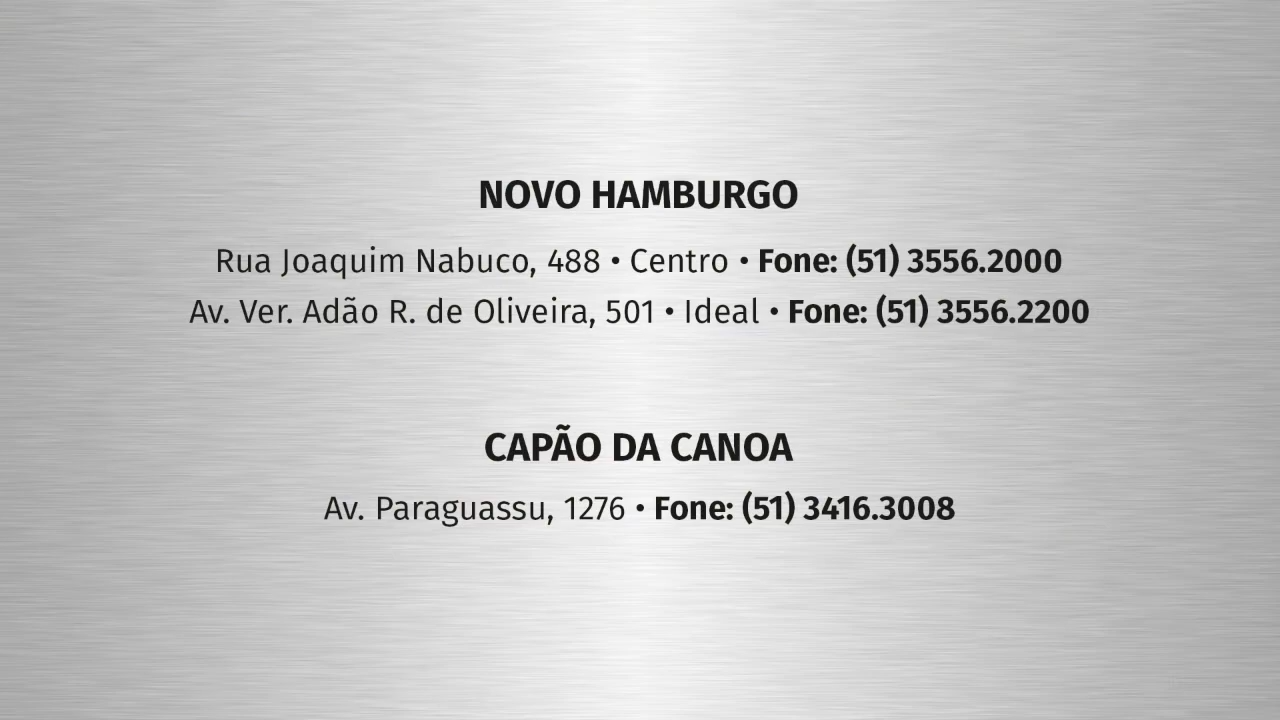 NOVO HAMBURGO
Rua Joaquim Nabuco, 488 • Centro • Fone: (51) 3556.2000
Av. Ver. Adão R. de Oliveira, 501 • Ideal • Fone: (51) 3556.2200
CAPÃO DA CANOA
Av. Paraguassu, 1276 • Fone: (51) 3416.3008